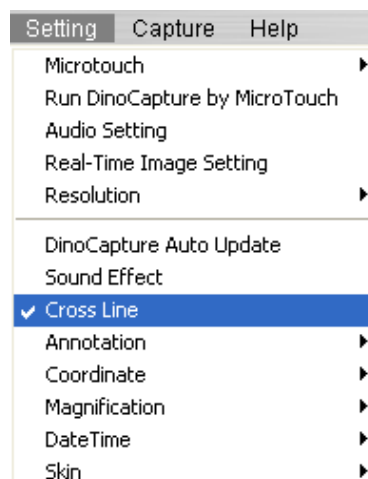 Setting Capture Help
Microtouch
Run DinoCapture by MicroTouch
Audio Setting
Real-Time Image Setting
Resolution
DinoCapture Auto Update
Sound Effect
Cross Line
Annotation
Coordinate
Magnification
DateTime
Skin